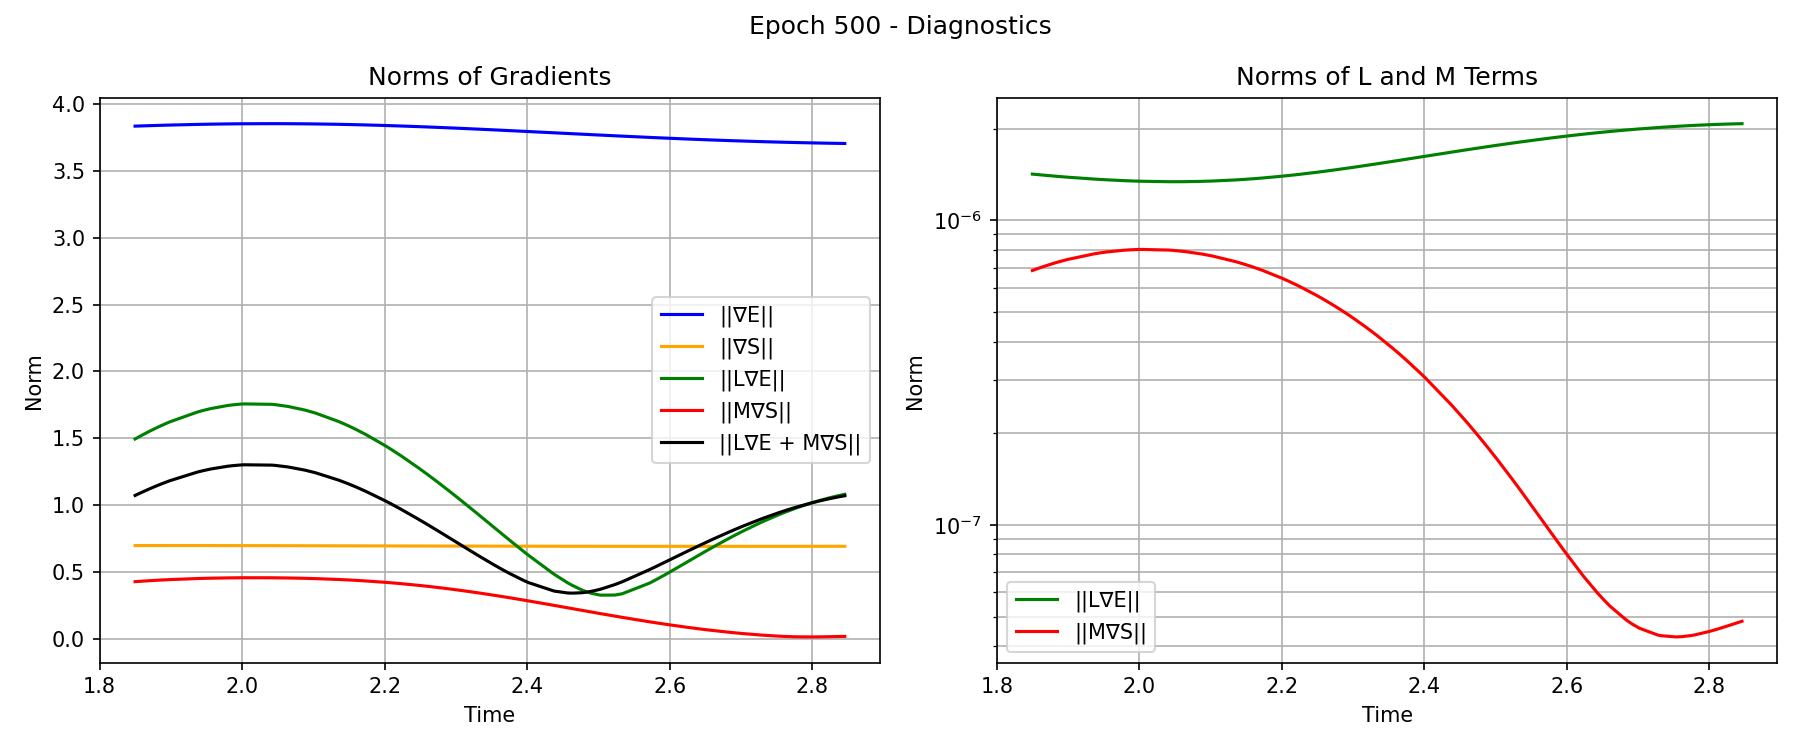 Epoch 500 - Diagnostics
Norms of Gradients
Norm
4.0
3.5
3.0
2.5
2.0
1.5
1.0
0.5
0.0
||∇E||
||∇S||
||L∇E||
||M∇S||
||L∇E + M∇S||
1.8 2.0 2.2 2.4 2.6 2.8
Time
Norms of L and M Terms
Norm
10⁻⁶
10⁻⁷
||L∇E||
||M∇S||
1.8 2.0 2.2 2.4 2.6 2.8
Time